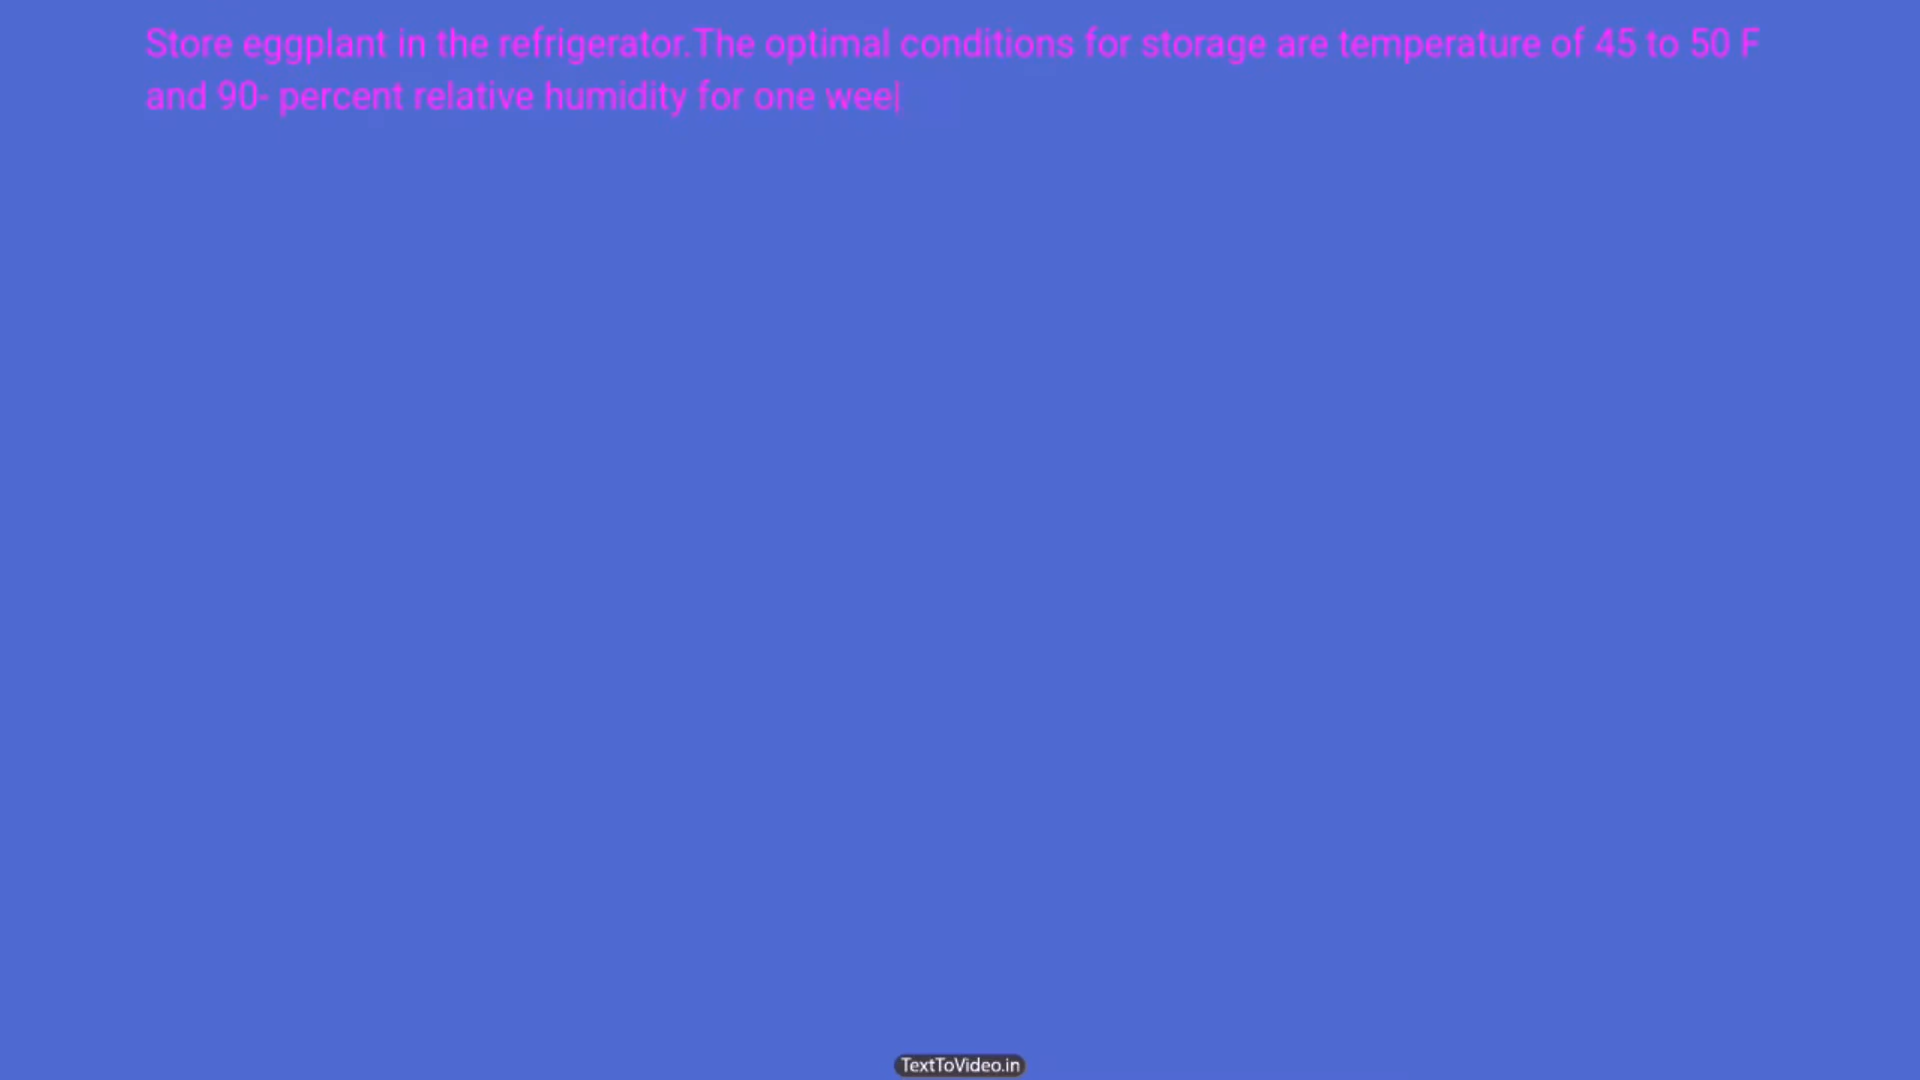 Store eggplant in the refrigerator.The optimal conditions for storage are temperature of 45 to 50 F
and 90- percent relative humidity for one wee|
TextToVideo.in